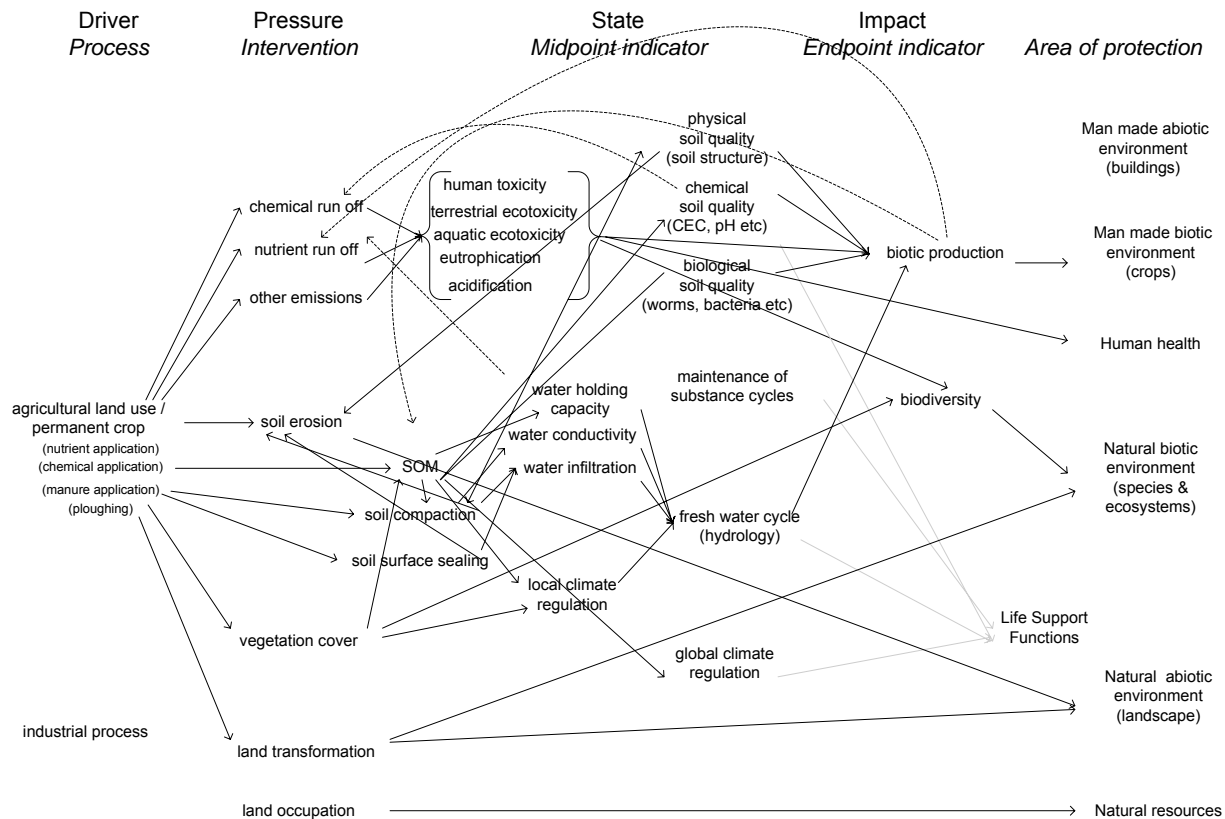 Driver
Process
Pressure
Intervention
State
Midpoint indicator
Impact
Endpoint indicator
Area of protection
agricultural land use /
permanent crop
(nutrient application)
(chemical application)
(manure application)
(ploughing)
industrial process
chemical run off
nutrient run off
other emissions
soil erosion
SOM
soil compaction
soil surface sealing
vegetation cover
land transformation
land occupation
human toxicity
terrestrial ecotoxicity
aquatic ecotoxicity
eutrophication
acidification
water holding
capacity
water conductivity
water infiltration
local climate
regulation
physical
soil quality
(soil structure)
chemical
soil quality
(CEC, pH etc)
biological
soil quality
(worms, bacteria etc)
maintenance of
substance cycles
fresh water cycle
(hydrology)
global climate
regulation
biotic production
biodiversity
Life Support
Functions
Man made abiotic
environment
(buildings)
Man made biotic
environment
(crops)
Human health
Natural biotic
environment
(species &
ecosystems)
Natural abiotic
environment
(landscape)
Natural resources